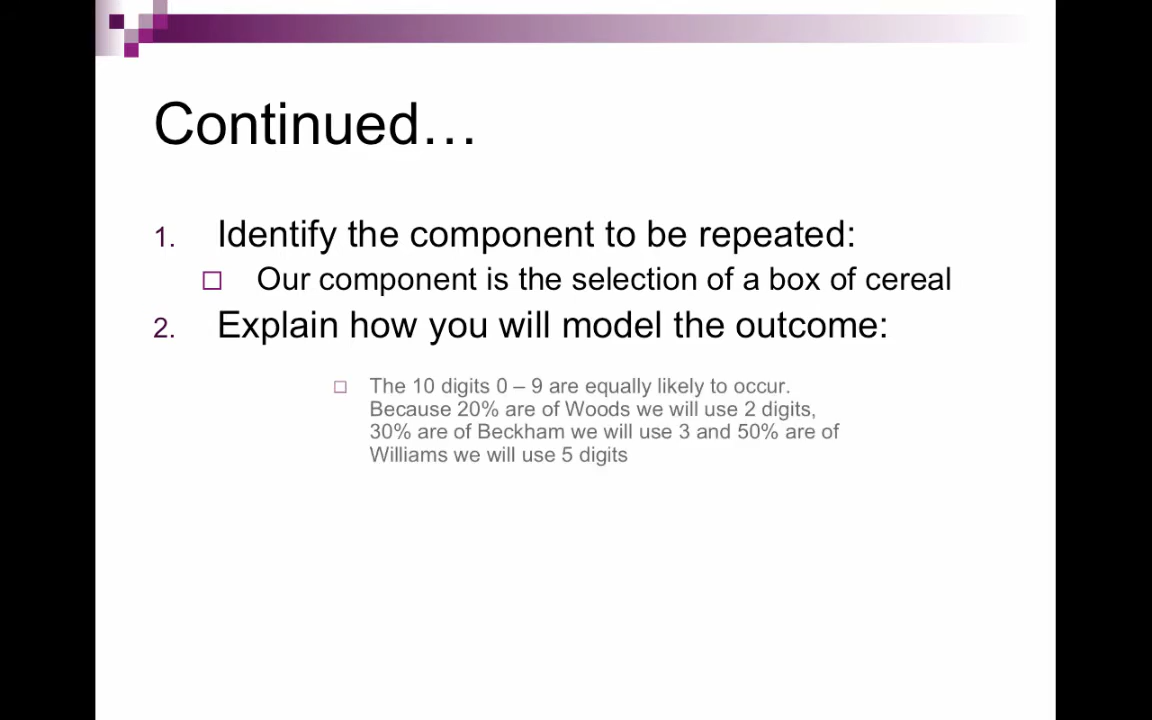 Continued…
1. Identify the component to be repeated:
Our component is the selection of a box of cereal
2. Explain how you will model the outcome:
The 10 digits 0 – 9 are equally likely to occur.
Because 20% are of Woods we will use 2 digits,
30% are of Beckham we will use 3 and 50% are of
Williams we will use 5 digits